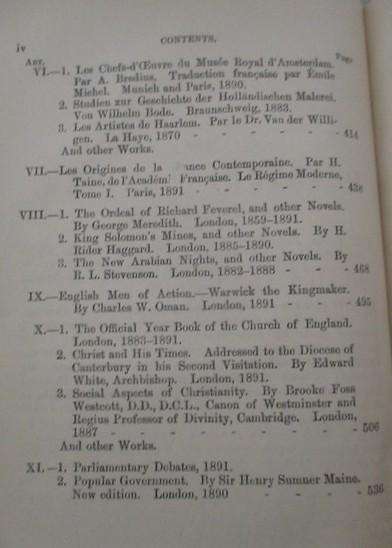 iv
CONTENTS.
Art.
Page
VI.—1. Les Chefs-d'Œuvre du Musée Royal d'Amsterdam.
Par A. Bredius. Traduction française par Emile
Michel. Munich and Paris, 1890.
2. Studien zur Geschichte der Holländischen Malerei.
Von Wilhelm Bode. Braunschweig, 1883.
3. Les Artistes de Haarlem. Par le Dr. Van der Willi-
gen. La Haye, 1870 - - - - - - 414
And other Works.
VII.—Les Origines de la ance Contemporaine. Par H.
Taine, de l'Académi Française. Le Régime Moderne,
Tome I. Paris, 1891 - - - - - - 438
VIII.—1. The Ordeal of Richard Feverel, and other Novels.
By George Meredith. London, 1859-1891.
2. King Solomon's Mines, and other Novels. By H.
Rider Haggard. London, 1885-1890.
3. The New Arabian Nights, and other Novels. By
R. L. Stevenson. London, 1882-1888 - - - 468
IX.—English Men of Action.—Warwick the Kingmaker.
By Charles W. Oman. London, 1891 - - - 495
X.—1. The Official Year Book of the Church of England.
London, 1883-1891.
2. Christ and His Times. Addressed to the Diocese of
Canterbury in his Second Visitation. By Edward
White, Archbishop. London, 1891.
3. Social Aspects of Christianity. By Brooke Foss
Westcott, D.D., D.C.L., Canon of Westminster and
Regius Professor of Divinity, Cambridge. London,
1887 - - - - - - - - 506
And other Works.
XI.—1. Parliamentary Debates, 1891.
2. Popular Government. By Sir Henry Sumner Maine.
New edition. London, 1890 - - - - 536